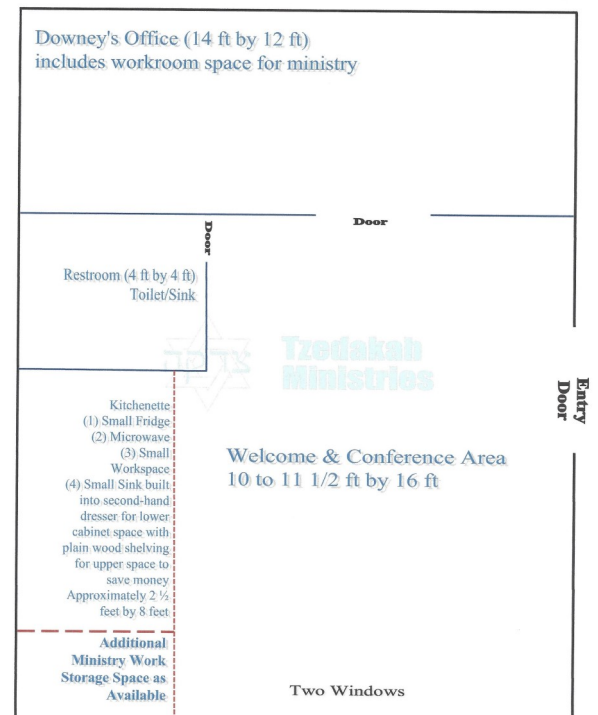 Downey's Office (14 ft by 12 ft)
includes workroom space for ministry
Door
Door
Restroom (4 ft by 4 ft)
Toilet/Sink
צדקה
Tzedakah
Ministries
Entry
Door
Kitchenette
(1) Small Fridge
(2) Microwave
(3) Small
Workspace
(4) Small Sink built
into second-hand
dresser for lower
cabinet space with
plain wood shelving
for upper space to
save money
Approximately 2 ½
feet by 8 feet
Welcome & Conference Area
10 to 11 1/2 ft by 16 ft
Additional
Ministry Work
Storage Space as
Available
Two Windows